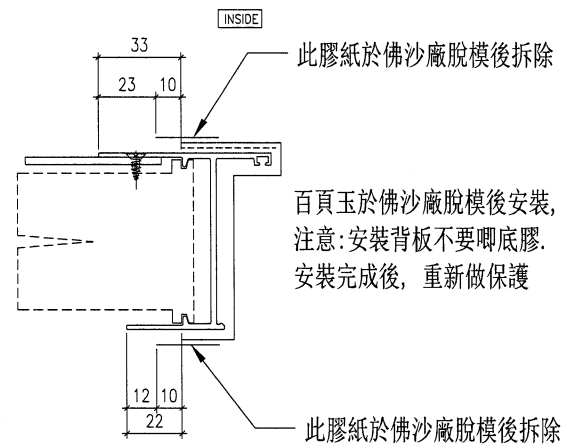 INSIDE
33
此膠紙於佛沙廠脫模後拆除
23
10
百頁玉於佛沙廠脫模後安裝,
注意:安裝背板不要唧底膠.
安裝完成後, 重新做保護
12
10
22
此膠紙於佛沙廠脫模後拆除